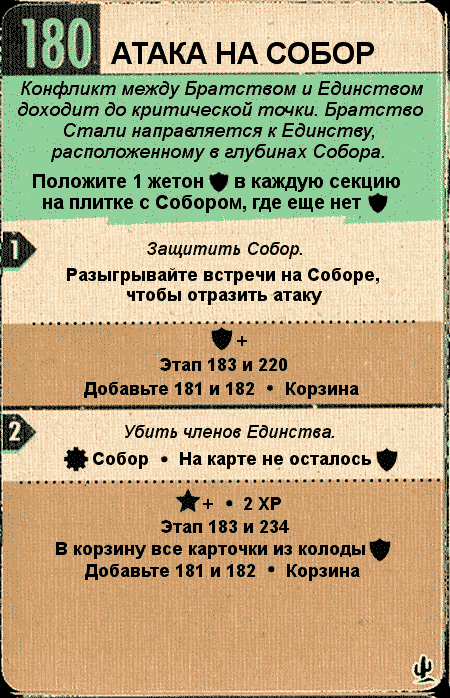 180 АТАКА НА СОБОР
Конфликт между Братством и Единством
доходит до критической точки. Братство
Стали направляется к Единству,
расположенному в глубинах Собора.
Положите 1 жетон в каждую секцию
на плитке с Собором, где еще нет
1 Защитить Собор.
Разыгрывайте встречи на Соборе,
чтобы отразить атаку
+
Этап 183 и 220
Добавьте 181 и 182 • Корзина
2 Убить членов Единства.
Собор • На карте не осталось
+ • 2 XP
Этап 183 и 234
В корзину все карточки из колоды
Добавьте 181 и 182 • Корзина